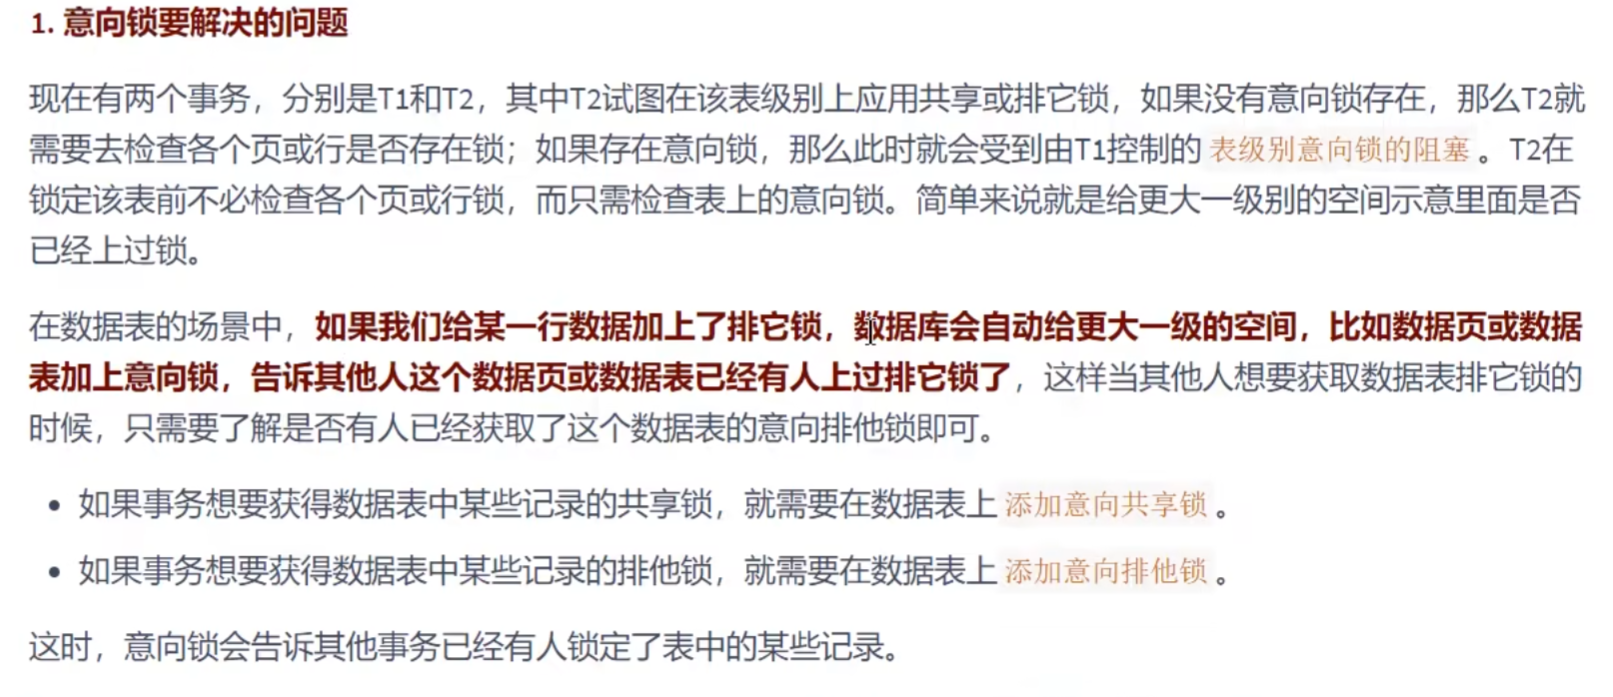 1. 意向锁要解决的问题
现在有两个事务，分别是T1和T2，其中T2试图在该表级别上应用共享或排它锁，如果没有意向锁存在，那么T2就
需要去检查各个页或行是否存在锁；如果存在意向锁，那么此时就会受到由T1控制的 表级别意向锁的阻塞 。T2在
锁定该表前不必检查各个页或行锁，而只需检查表上的意向锁。简单来说就是给更大一级别的空间示意里面是否
已经上过锁。
在数据表的场景中，如果我们给某一行数据加上了排它锁，数据库会自动给更大一级的空间，比如数据页或数据
表加上意向锁，告诉其他人这个数据页或数据表已经有人上过排它锁了，这样当其他人想要获取数据表排它锁的
时候，只需要了解是否有人已经获取了这个数据表的意向排他锁即可。
• 如果事务想要获得数据表中某些记录的共享锁，就需要在数据表上 添加意向共享锁 。
• 如果事务想要获得数据表中某些记录的排他锁，就需要在数据表上 添加意向排他锁 。
这时，意向锁会告诉其他事务已经有人锁定了表中的某些记录。